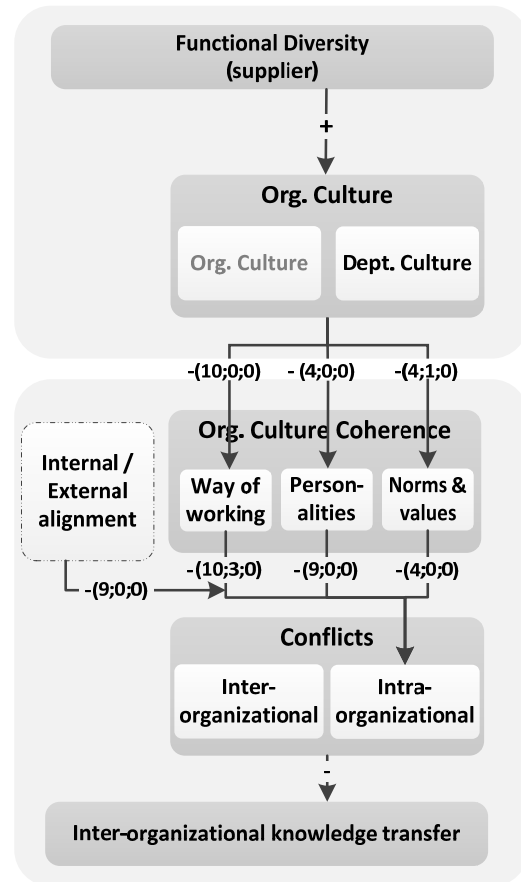 Functional Diversity
(supplier)
+
Org. Culture
Org. Culture
Dept. Culture
-(10;0;0)
- (4;0;0)
-(4;1;0)
Org. Culture Coherence
Internal /
External
alignment
Way of
working
Person-
alities
Norms &
values
-(10;3;0)
-(9;0;0)
-(4;0;0)
-(9;0;0)
Conflicts
Inter-
organizational
Intra-
organizational
-
Inter-organizational knowledge transfer